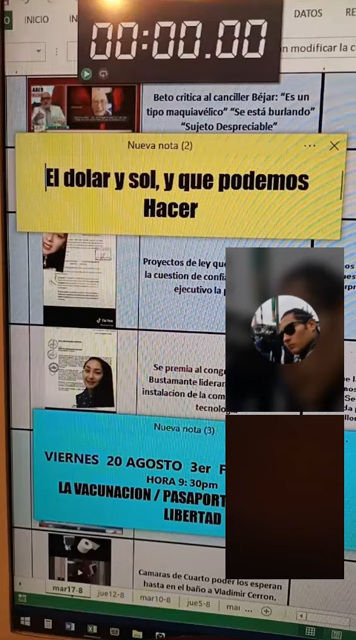 INICIO
DATOS
00:00.00
n modificar la c
Beto critica al canciller Béjar: "Es un
tipo maquiavélico" "Se está burlando"
"Sujeto Despreciable"
Nueva nota (2)
El dolar y sol, y que podemos
Hacer
Proyectos de ley que
la cuestion de confi
ejecutivo la
Se premia al cong
Bustamante lideran
instalacion de la com
tecnolog
Nueva nota (3)
VIERNES 20 AGOSTO 3er F
HORA 9: 30pm
LA VACUNACION / PASAPORT
LIBERTAD
Camaras de Cuarto poder los esperan
hasta en el baño a Vladimir Cerron.
mar17-8 jue12-8 mar10-8 jue5-8 mai ...